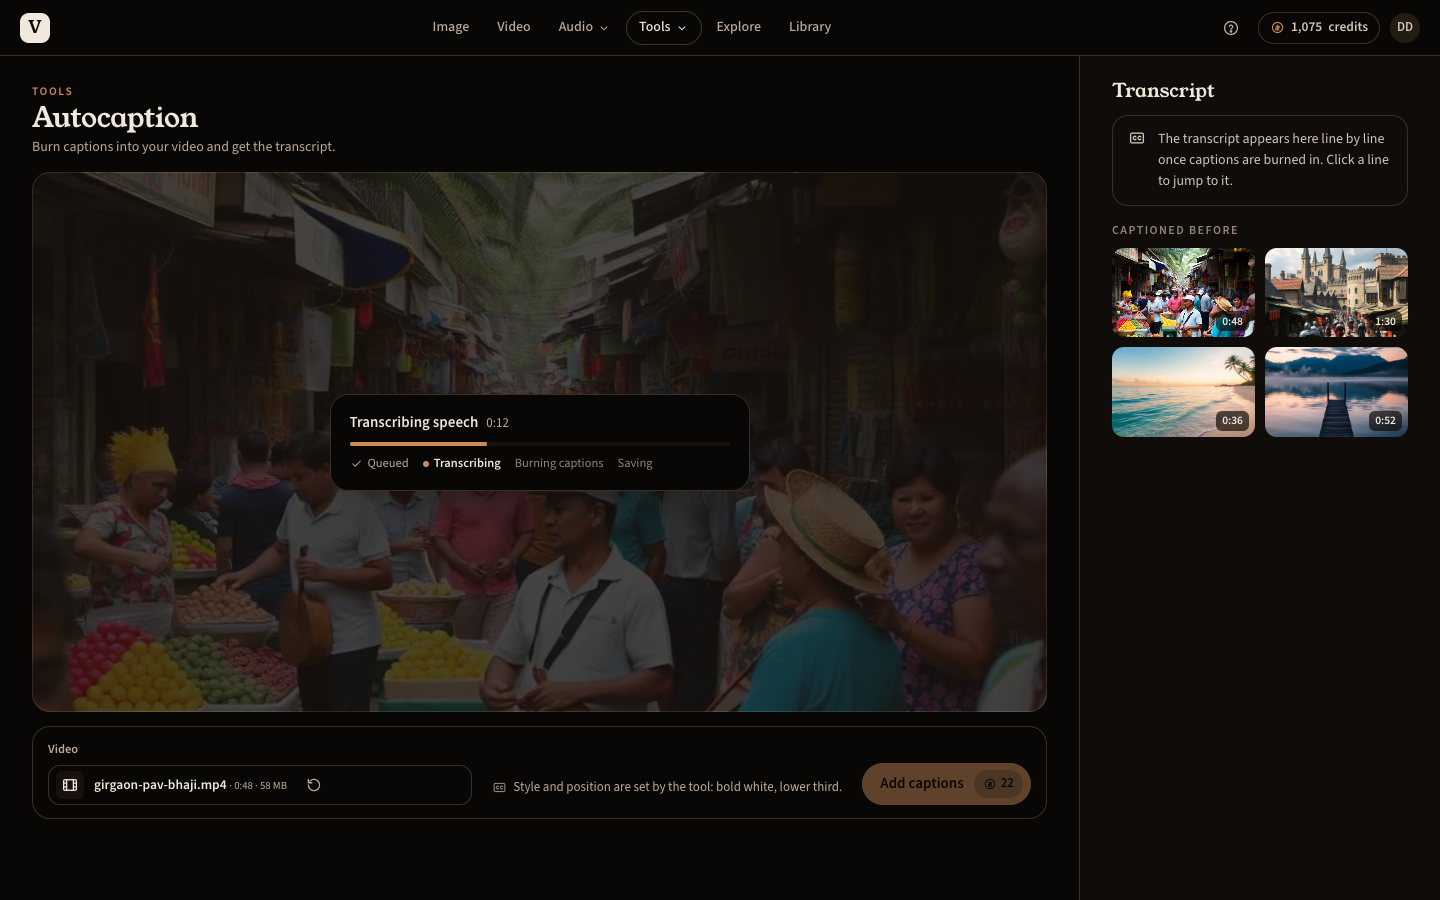 V
Image
Video
Audio
Tools
Explore
Library
1,075 credits
DD
TOOLS
Autocaption
Burn captions into your video and get the transcript.
Transcribing speech 0:12
Queued
Transcribing
Burning captions
Saving
Video
girgaon-pav-bhaji.mp4 · 0:48 · 58 MB
Style and position are set by the tool: bold white, lower third.
Add captions 22
Transcript
The transcript appears here line by line
once captions are burned in. Click a line
to jump to it.
CAPTIONED BEFORE
0:48
1:30
0:36
0:52